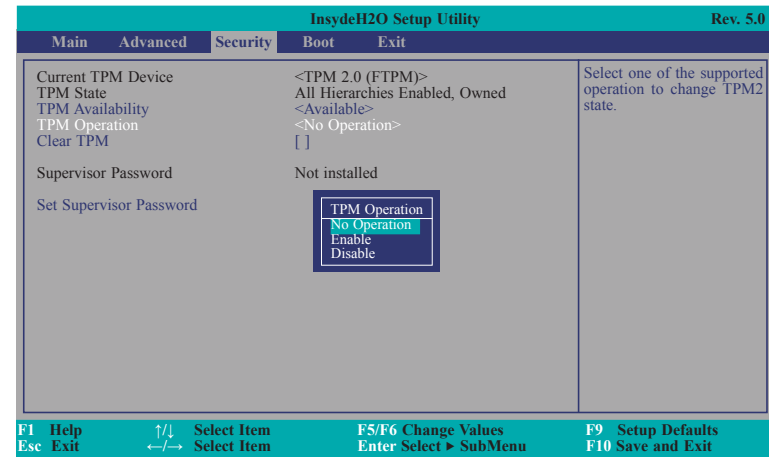 InsydeH2O Setup Utility Rev. 5.0
Main Advanced Security Boot Exit
Current TPM Device <TPM 2.0 (FTPM)>
TPM State All Hierarchies Enabled, Owned
TPM Availability <Available>
TPM Operation <No Operation>
Clear TPM [ ]
Supervisor Password Not installed
Set Supervisor Password
TPM Operation
No Operation
Enable
Disable
Select one of the supported
operation to change TPM2
state.
F1 Help ↑/↓ Select Item F5/F6 Change Values F9 Setup Defaults
Esc Exit ←/→ Select Item Enter Select ► SubMenu F10 Save and Exit